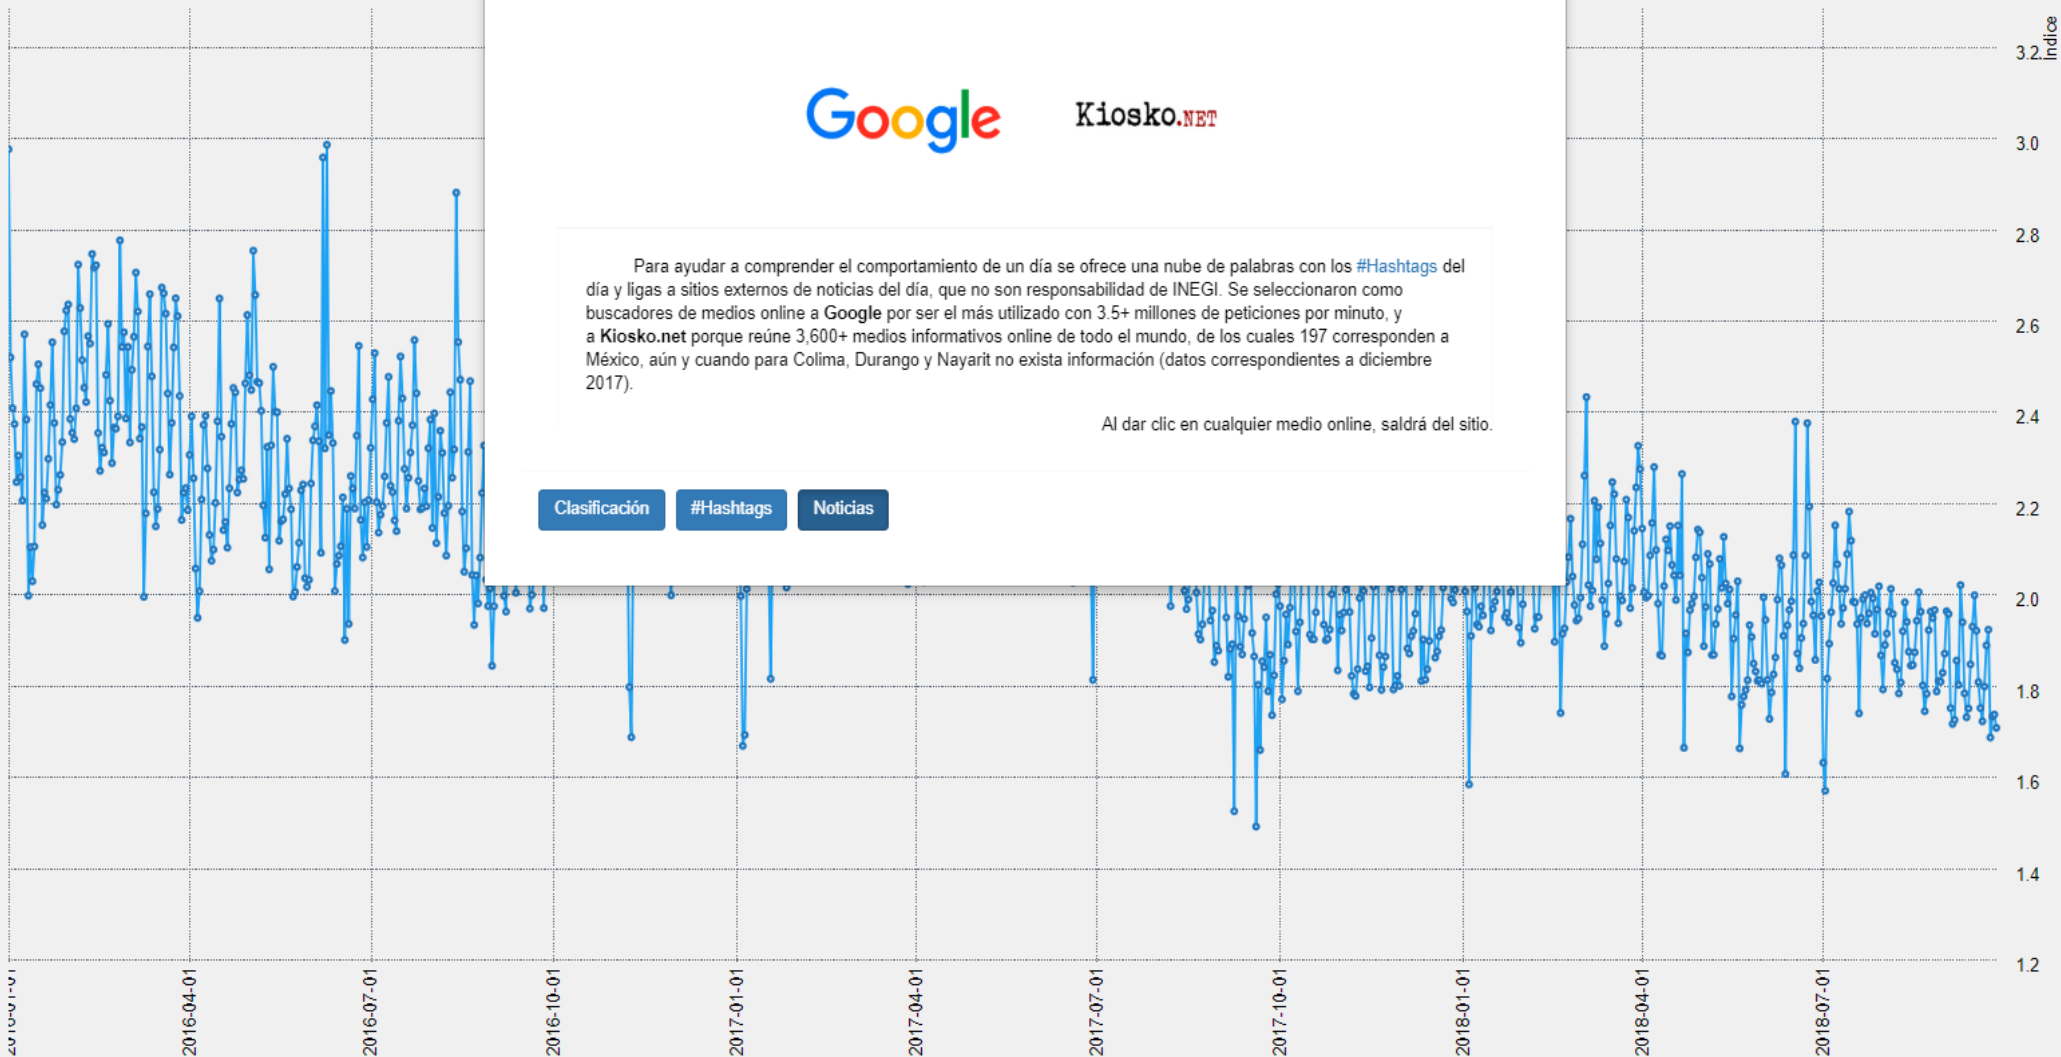 Índice
3.2
Google
Kiosko.NET
3.0
2.8
Para ayudar a comprender el comportamiento de un día se ofrece una nube de palabras con los #Hashtags del
día y ligas a sitios externos de noticias del día, que no son responsabilidad de INEGI. Se seleccionaron como
buscadores de medios online a Google por ser el más utilizado con 3.5+ millones de peticiones por minuto, y
a Kiosko.net porque reúne 3,600+ medios informativos online de todo el mundo, de los cuales 197 corresponden a
México, aún y cuando para Colima, Durango y Nayarit no exista información (datos correspondientes a diciembre
2017).
2.6
2.4
Al dar clic en cualquier medio online, saldrá del sitio.
Clasificación #Hashtags Noticias
2.2
2.0
1.8
1.6
1.4
1.2
2016-04-01
2016-07-01
2016-10-01
2017-01-01
2017-04-01
2017-07-01
2017-10-01
2018-01-01
2018-04-01
2018-07-01